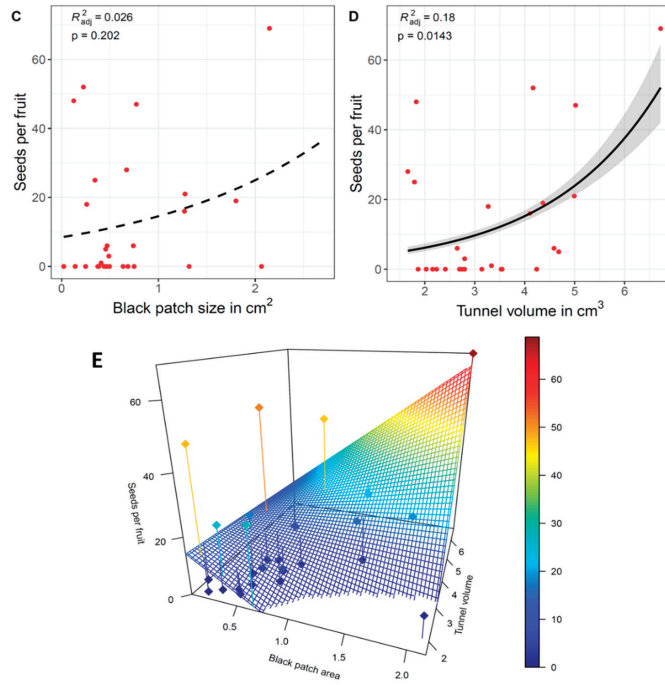 C
R²adj = 0.026
p = 0.202
Seeds per fruit
60
40
20
0
0
1
2
Black patch size in cm²
D
R²adj = 0.18
p = 0.0143
Seeds per fruit
60
40
20
0
2
3
4
5
6
Tunnel volume in cm³
E
Seeds per fruit
60
40
20
0
0.5
1.0
1.5
2.0
Black patch area
2
3
4
5
6
Tunnel volume
60
50
40
30
20
10
0